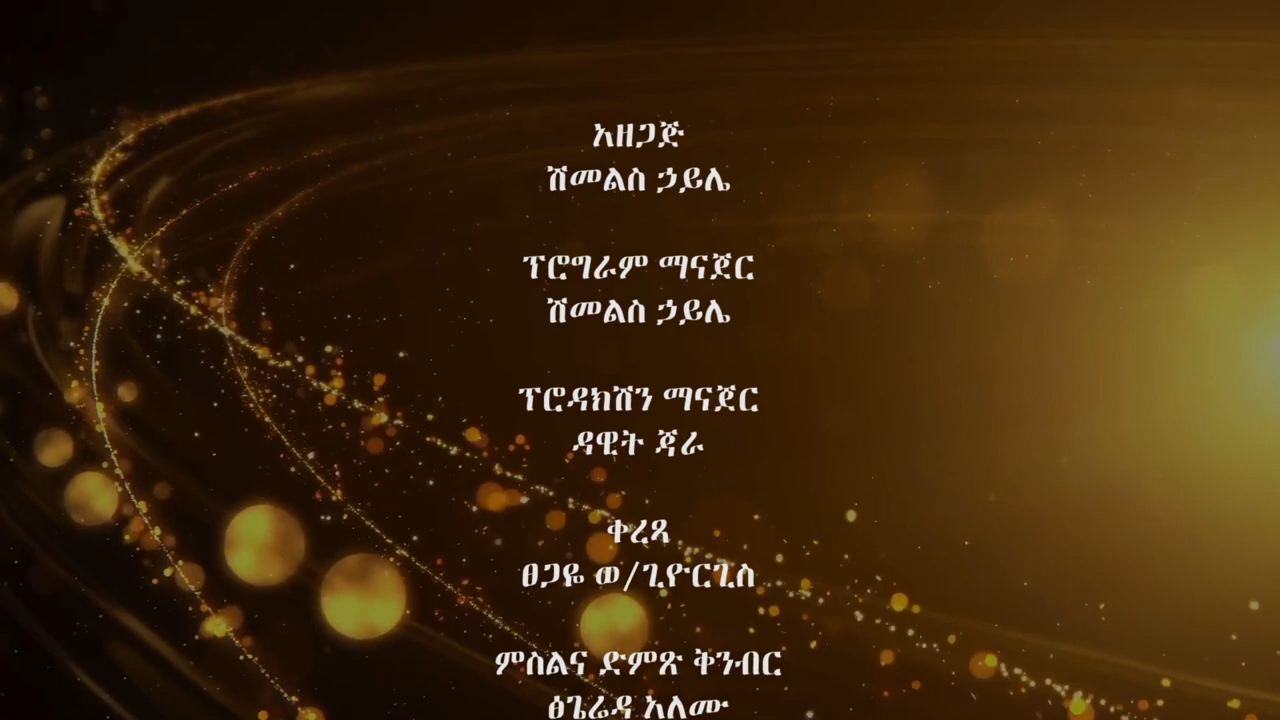 አዘጋጅ
ሽመልስ ኃይሌ
ፕሮግራም ማናጀር
ሽመልስ ኃይሌ
ፕሮዳክሽን ማናጀር
ዳዊት ጃራ
ቀረጻ
ፀጋዬ ወ/ጊዮርጊስ
ምስልና ድምጽ ቅንብር
ፅጌሬዳ አለሙ